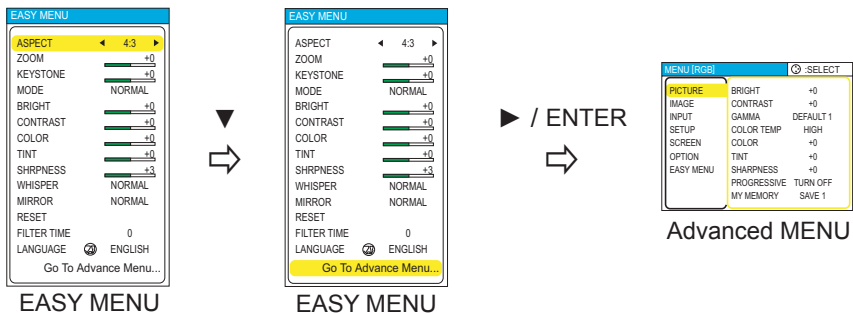 EASY MENU
ASPECT ◄ 4:3 ►
ZOOM +0
KEYSTONE +0
MODE NORMAL
BRIGHT +0
CONTRAST +0
COLOR +0
TINT +0
SHRPNESS +3
WHISPER NORMAL
MIRROR NORMAL
RESET
FILTER TIME 0
LANGUAGE ENGLISH
Go To Advance Menu...
EASY MENU
▼
EASY MENU
ASPECT ◄ 4:3 ►
ZOOM +0
KEYSTONE +0
MODE NORMAL
BRIGHT +0
CONTRAST +0
COLOR +0
TINT +0
SHRPNESS +3
WHISPER NORMAL
MIRROR NORMAL
RESET
FILTER TIME 0
LANGUAGE ENGLISH
Go To Advance Menu...
EASY MENU
► / ENTER
MENU [RGB] :SELECT
PICTURE BRIGHT +0
IMAGE CONTRAST +0
INPUT GAMMA DEFAULT 1
SETUP COLOR TEMP HIGH
SCREEN COLOR +0
OPTION TINT +0
EASY MENU SHARPNESS +0
PROGRESSIVE TURN OFF
MY MEMORY SAVE 1
Advanced MENU